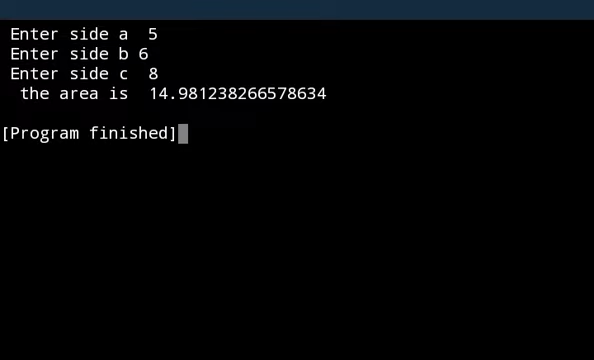 Enter side a  5
Enter side b 6
Enter side c  8
the area is  14.981238266578634
[Program finished]